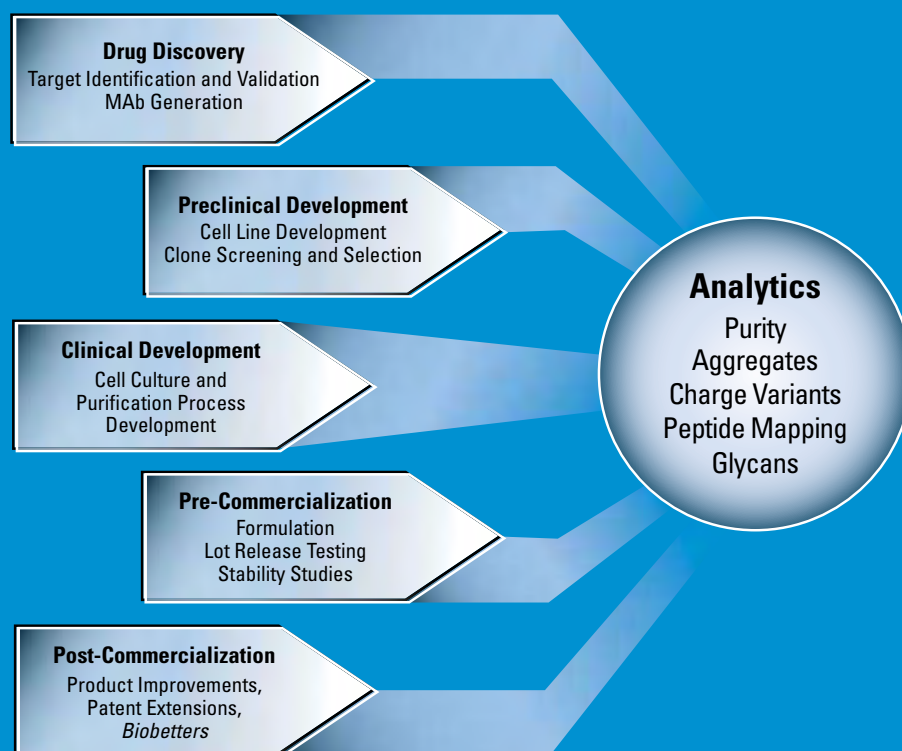 Drug Discovery
Target Identification and Validation
MAb Generation
Preclinical Development
Cell Line Development
Clone Screening and Selection
Clinical Development
Cell Culture and
Purification Process
Development
Pre-Commercialization
Formulation
Lot Release Testing
Stability Studies
Post-Commercialization
Product Improvements,
Patent Extensions,
Biobetters
Analytics
Purity
Aggregates
Charge Variants
Peptide Mapping
Glycans